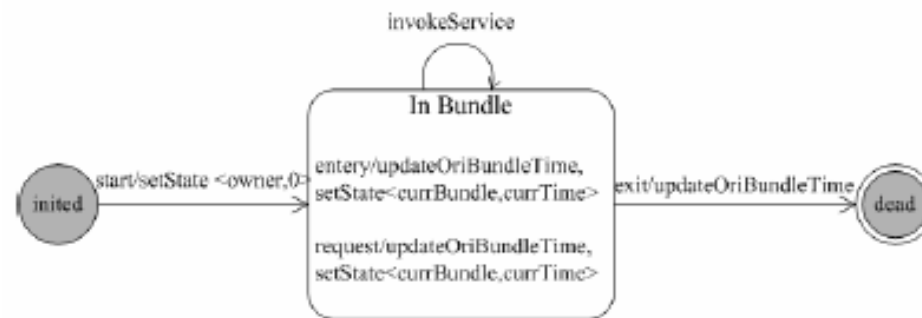 invokeService
In Bundle
start/setState <owner,0>
inited
entery/updateOriBundleTime,
setState<currBundle,currTime>
request/updateOriBundleTime,
setState<currBundle,currTime>
exit/updateOriBundleTime
dead